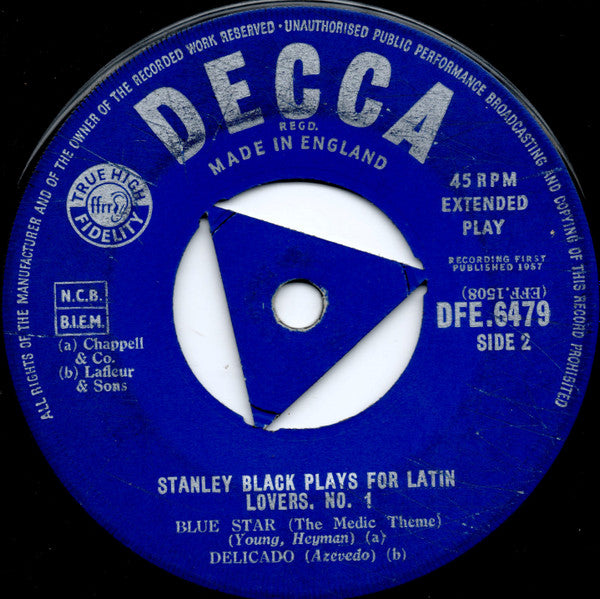 ALL RIGHTS OF THE MANUFACTURER AND OF THE OWNER OF THE RECORDED WORK RESERVED · UNAUTHORISED PUBLIC PERFORMANCE BROADCASTING AND COPYING OF THIS RECORD PROHIBITED
DECCA
REGD.
MADE IN ENGLAND
TRUE HIGH
ffrr
FIDELITY
45 RPM
EXTENDED
PLAY
RECORDING FIRST
PUBLISHED 1957
(EFF.1508)
DFE.6479
SIDE 2
N.C.B.
B.I.E.M.
(a) Chappell
& Co.
(b) Lafleur
& Sons
STANLEY BLACK PLAYS FOR LATIN
LOVERS. NO. 1
BLUE STAR (The Medic Theme)
(Young, Heyman) (a)
DELICADO (Azevedo) (b)